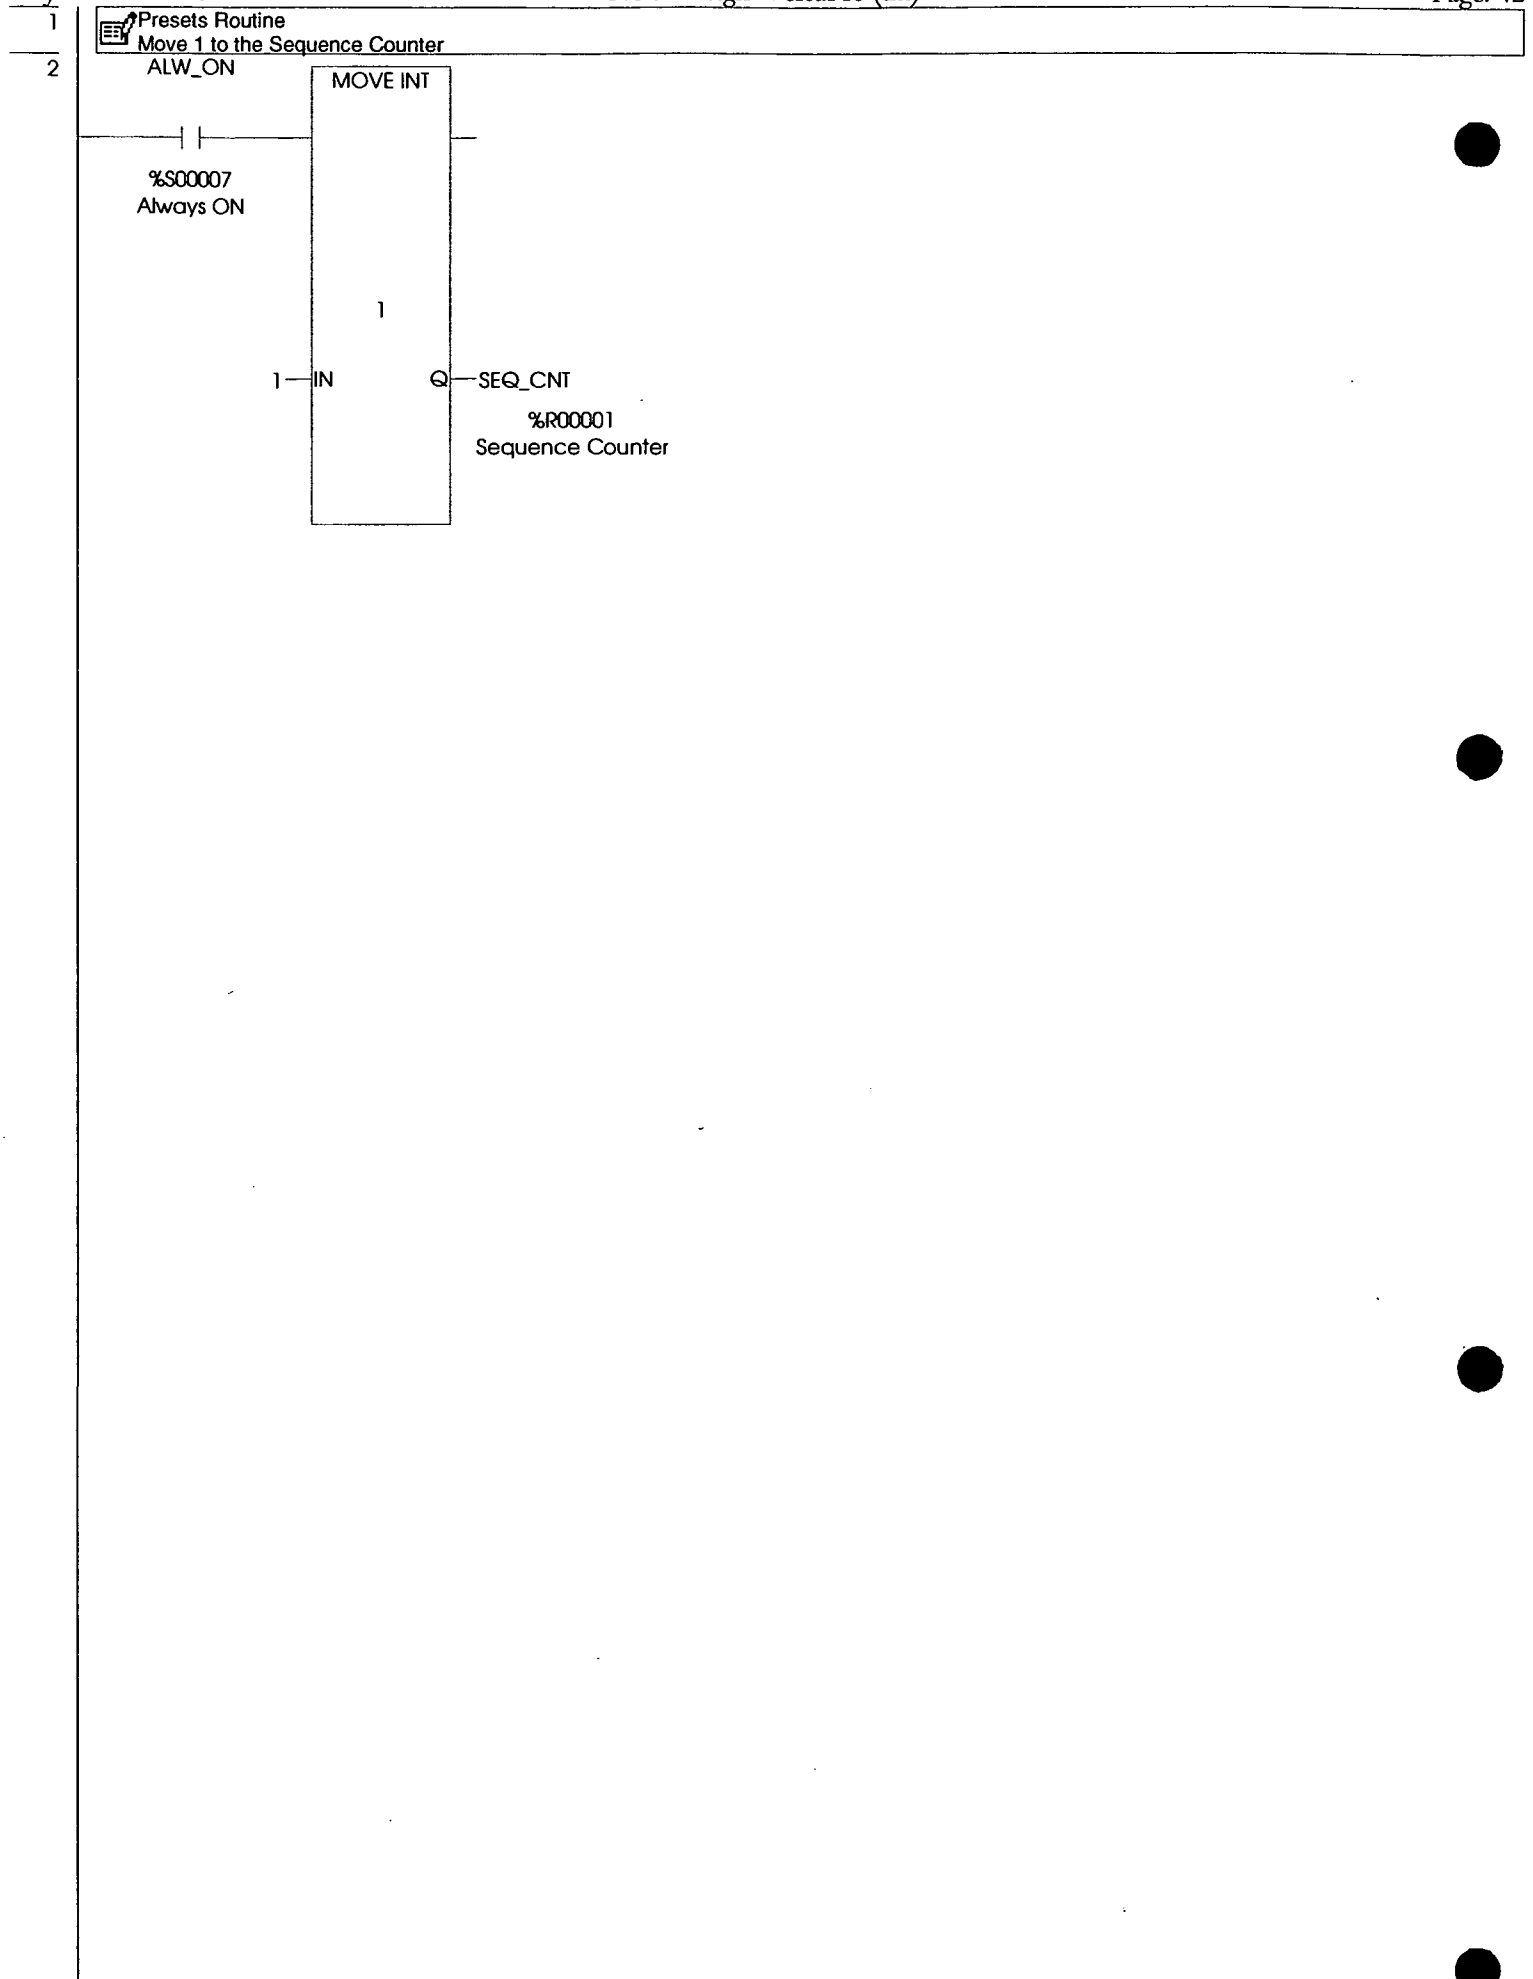 1
Presets Routine
Move 1 to the Sequence Counter
2
ALW_ON
MOVE INT
%S00007
Always ON
1
1 IN Q SEQ_CNT
%R00001
Sequence Counter